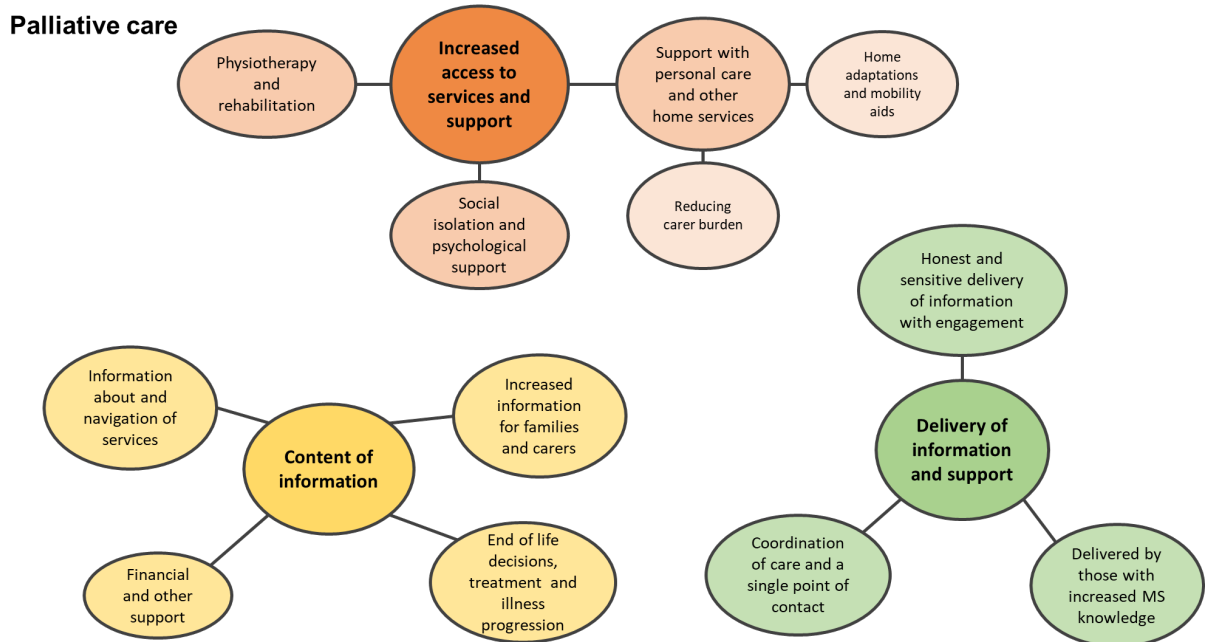 Palliative care
Physiotherapy
and
rehabilitation
Increased
access to
services and
support
Support with
personal care
and other
home services
Home
adaptations
and mobility
aids
Social
isolation and
psychological
support
Reducing
carer burden
Honest and
sensitive delivery
of information
with engagement
Information
about and
navigation of
services
Increased
information
for families
and carers
Content of
information
Financial
and other
support
End of life
decisions,
treatment and
illness
progression
Delivery of
information
and support
Coordination
of care and a
single point of
contact
Delivered by
those with
increased MS
knowledge